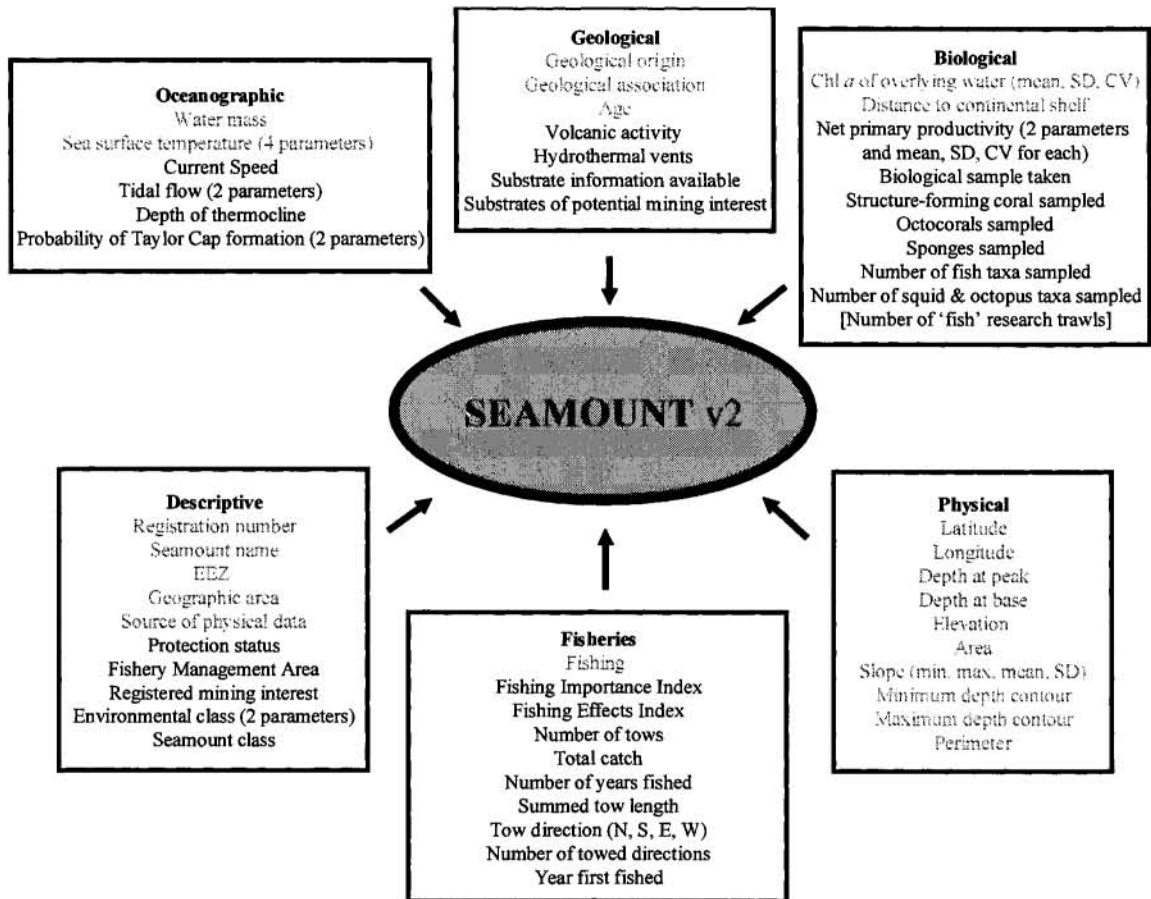 Geological
Geological origin
Geological association
Age
Volcanic activity
Hydrothermal vents
Substrate information available
Substrates of potential mining interest
Oceanographic
Water mass
Sea surface temperature (4 parameters)
Current Speed
Tidal flow (2 parameters)
Depth of thermocline
Probability of Taylor Cap formation (2 parameters)
Biological
Chl a of overlying water (mean, SD, CV)
Distance to continental shelf
Net primary productivity (2 parameters
and mean, SD, CV for each)
Biological sample taken
Structure-forming coral sampled
Octocorals sampled
Sponges sampled
Number of fish taxa sampled
Number of squid & octopus taxa sampled
[Number of ‘fish’ research trawls]
SEAMOUNT v2
Descriptive
Registration number
Seamount name
EEZ
Geographic area
Source of physical data
Protection status
Fishery Management Area
Registered mining interest
Environmental class (2 parameters)
Seamount class
Fisheries
Fishing
Fishing Importance Index
Fishing Effects Index
Number of tows
Total catch
Number of years fished
Summed tow length
Tow direction (N, S, E, W)
Number of towed directions
Year first fished
Physical
Latitude
Longitude
Depth at peak
Depth at base
Elevation
Area
Slope (min, max, mean, SD)
Minimum depth contour
Maximum depth contour
Perimeter